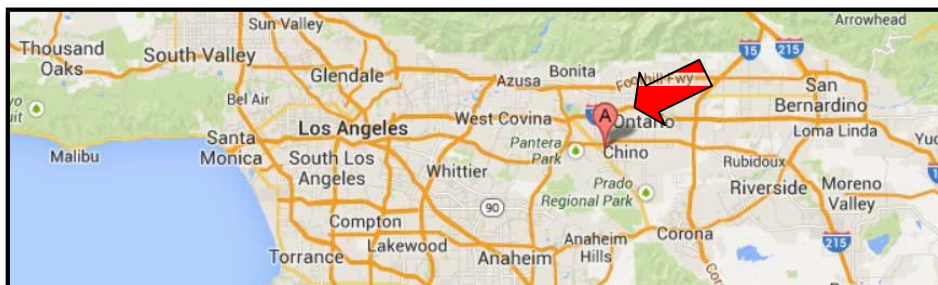 Sun Valley
Arrowhead
Thousand
Oaks
South Valley
15
215
Bonita
Glendale
Azusa
Foothill Fwy
San
Bernardino
Bel Air
A
West Covina
Ontario
Los Angeles
Loma Linda
Santa
Monica
Pantera
Park
Chino
Malibu
South Los
Angeles
Whittier
Rubidoux
Prado
Regional Park
Riverside
Moreno
Valley
90
Compton
Lakewood
Anaheim
Hills
Corona
215
Torrance
Anaheim